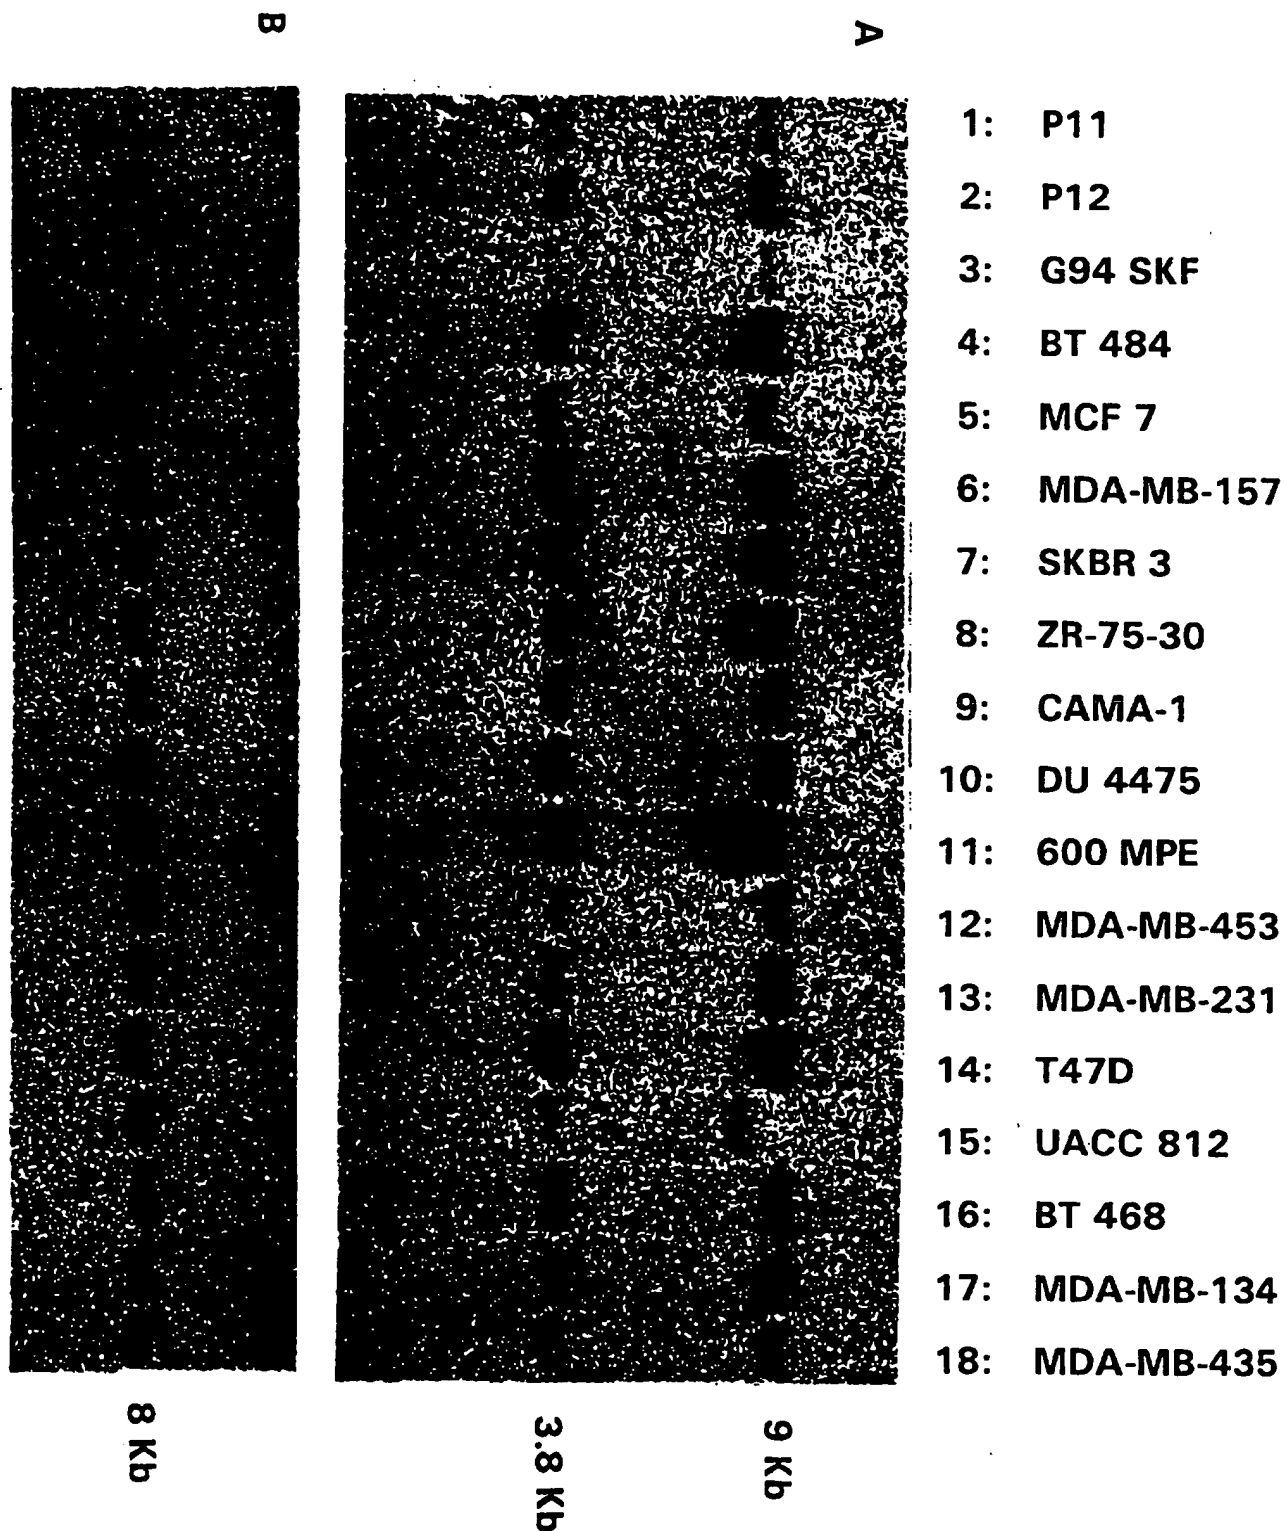 B
A
1: P11
2: P12
3: G94 SKF
4: BT 484
5: MCF 7
6: MDA-MB-157
7: SKBR 3
8: ZR-75-30
9: CAMA-1
10: DU 4475
11: 600 MPE
12: MDA-MB-453
13: MDA-MB-231
14: T47D
15: UACC 812
16: BT 468
17: MDA-MB-134
18: MDA-MB-435
8 Kb
3.8 Kb
9 Kb